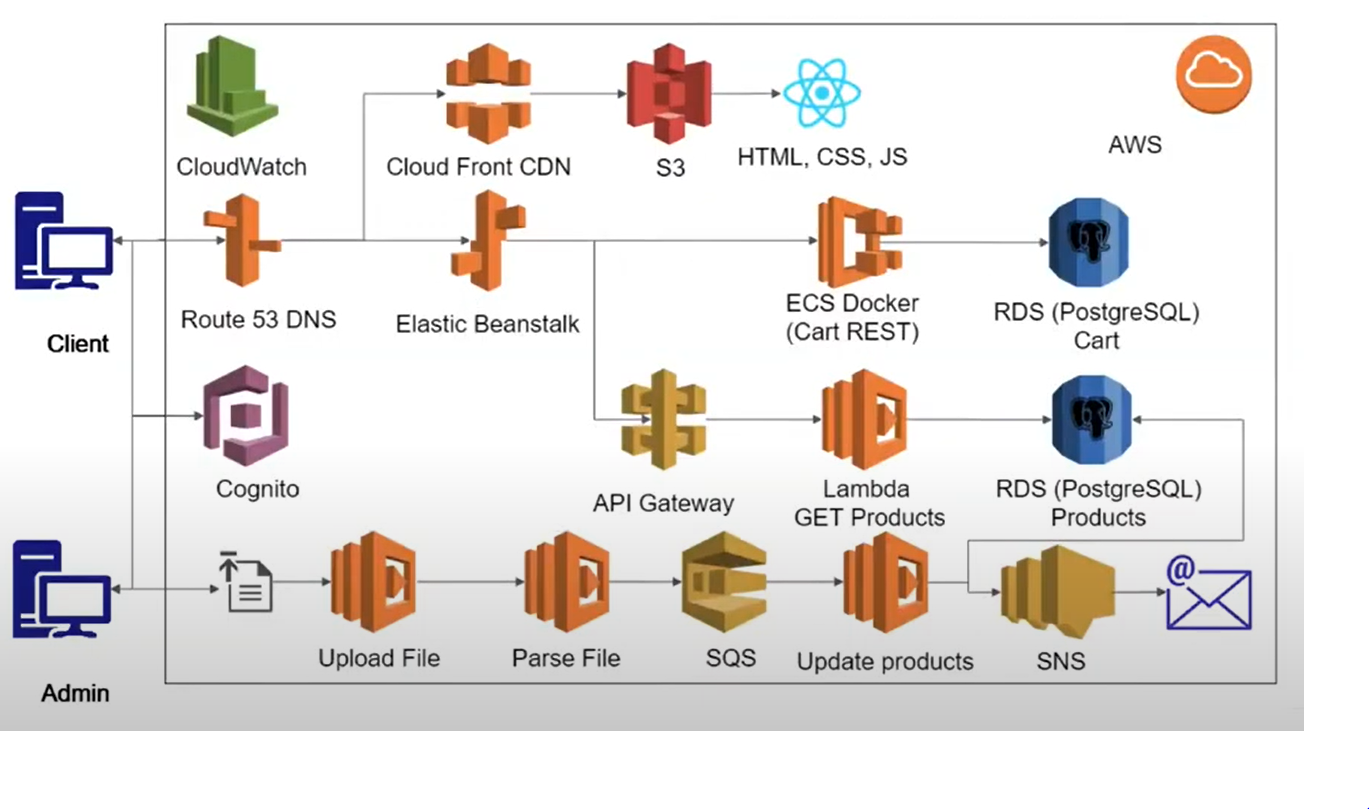 CloudWatch
Cloud Front CDN
S3
HTML, CSS, JS
AWS
Client
Route 53 DNS
Elastic Beanstalk
ECS Docker
(Cart REST)
RDS (PostgreSQL)
Cart
Cognito
API Gateway
Lambda
GET Products
RDS (PostgreSQL)
Products
@
Admin
Upload File
Parse File
SQS
Update products
SNS